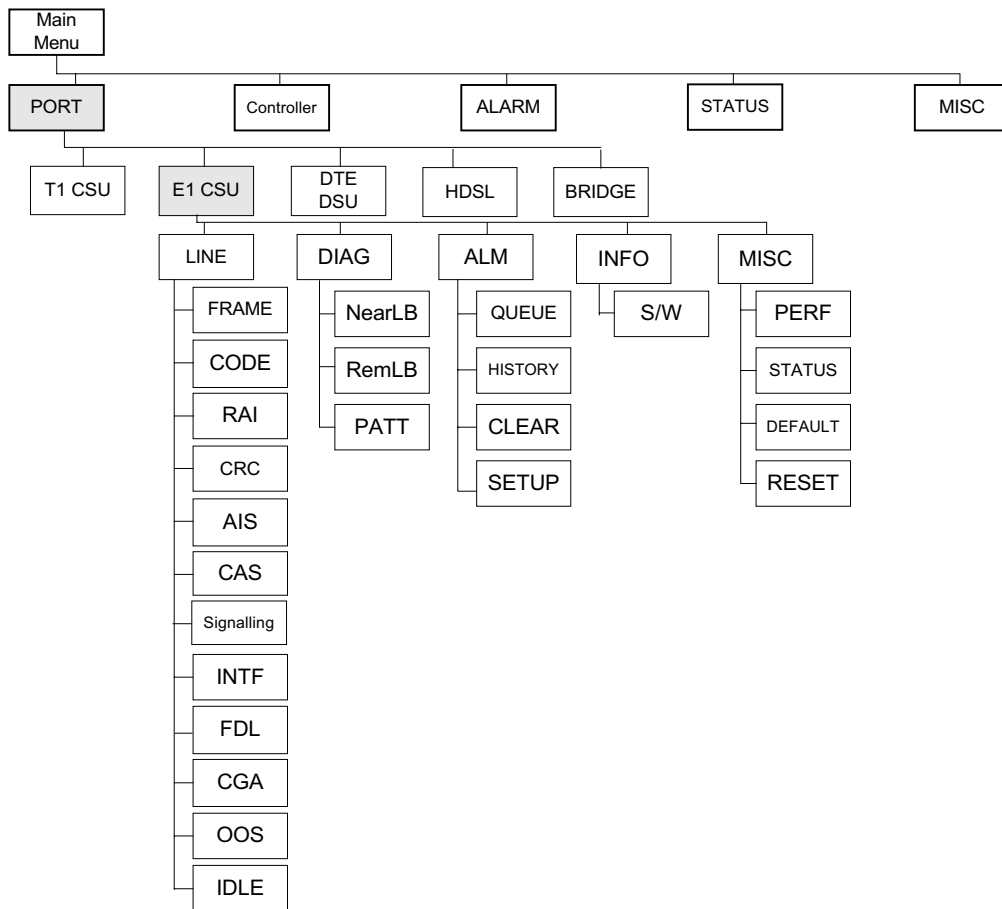 Main
Menu
PORT
Controller
ALARM
STATUS
MISC
T1 CSU
E1 CSU
DTE
DSU
HDSL
BRIDGE
LINE
DIAG
ALM
INFO
MISC
FRAME
CODE
RAI
CRC
AIS
CAS
Signalling
INTF
FDL
CGA
OOS
IDLE
NearLB
RemLB
PATT
QUEUE
HISTORY
CLEAR
SETUP
S/W
PERF
STATUS
DEFAULT
RESET